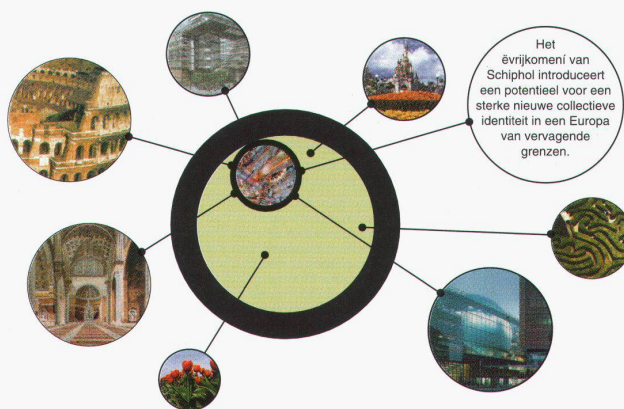 Het
ëvrijkomení van
Schiphol introduceert
een potentieel voor een
sterke nieuwe collectieve
identiteit in een Europa
van vervagende
grenzen.